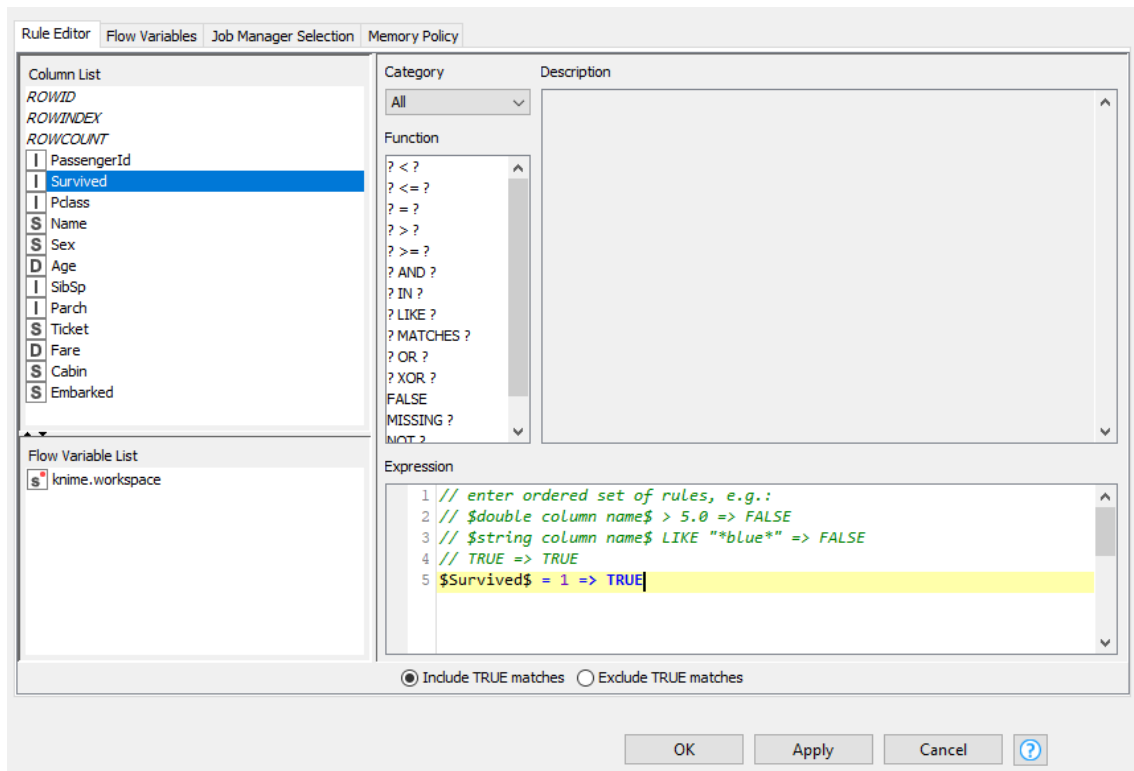 Rule Editor Flow Variables Job Manager Selection Memory Policy
Column List
ROWID
ROWINDEX
ROWCOUNT
I PassengerId
I Survived
I Pclass
S Name
S Sex
D Age
I SibSp
I Parch
S Ticket
D Fare
S Cabin
S Embarked
Flow Variable List
s knime.workspace
Category
All
Function
? < ?
? <= ?
? = ?
? > ?
? >= ?
? AND ?
? IN ?
? LIKE ?
? MATCHES ?
? OR ?
? XOR ?
FALSE
MISSING ?
NOT ?
Description
Expression
1 // enter ordered set of rules, e.g.:
2 // $double column name$ > 5.0 => FALSE
3 // $string column name$ LIKE "*blue*" => FALSE
4 // TRUE => TRUE
5 $Survived$ = 1 => TRUE
Include TRUE matches Exclude TRUE matches
OK Apply Cancel ?